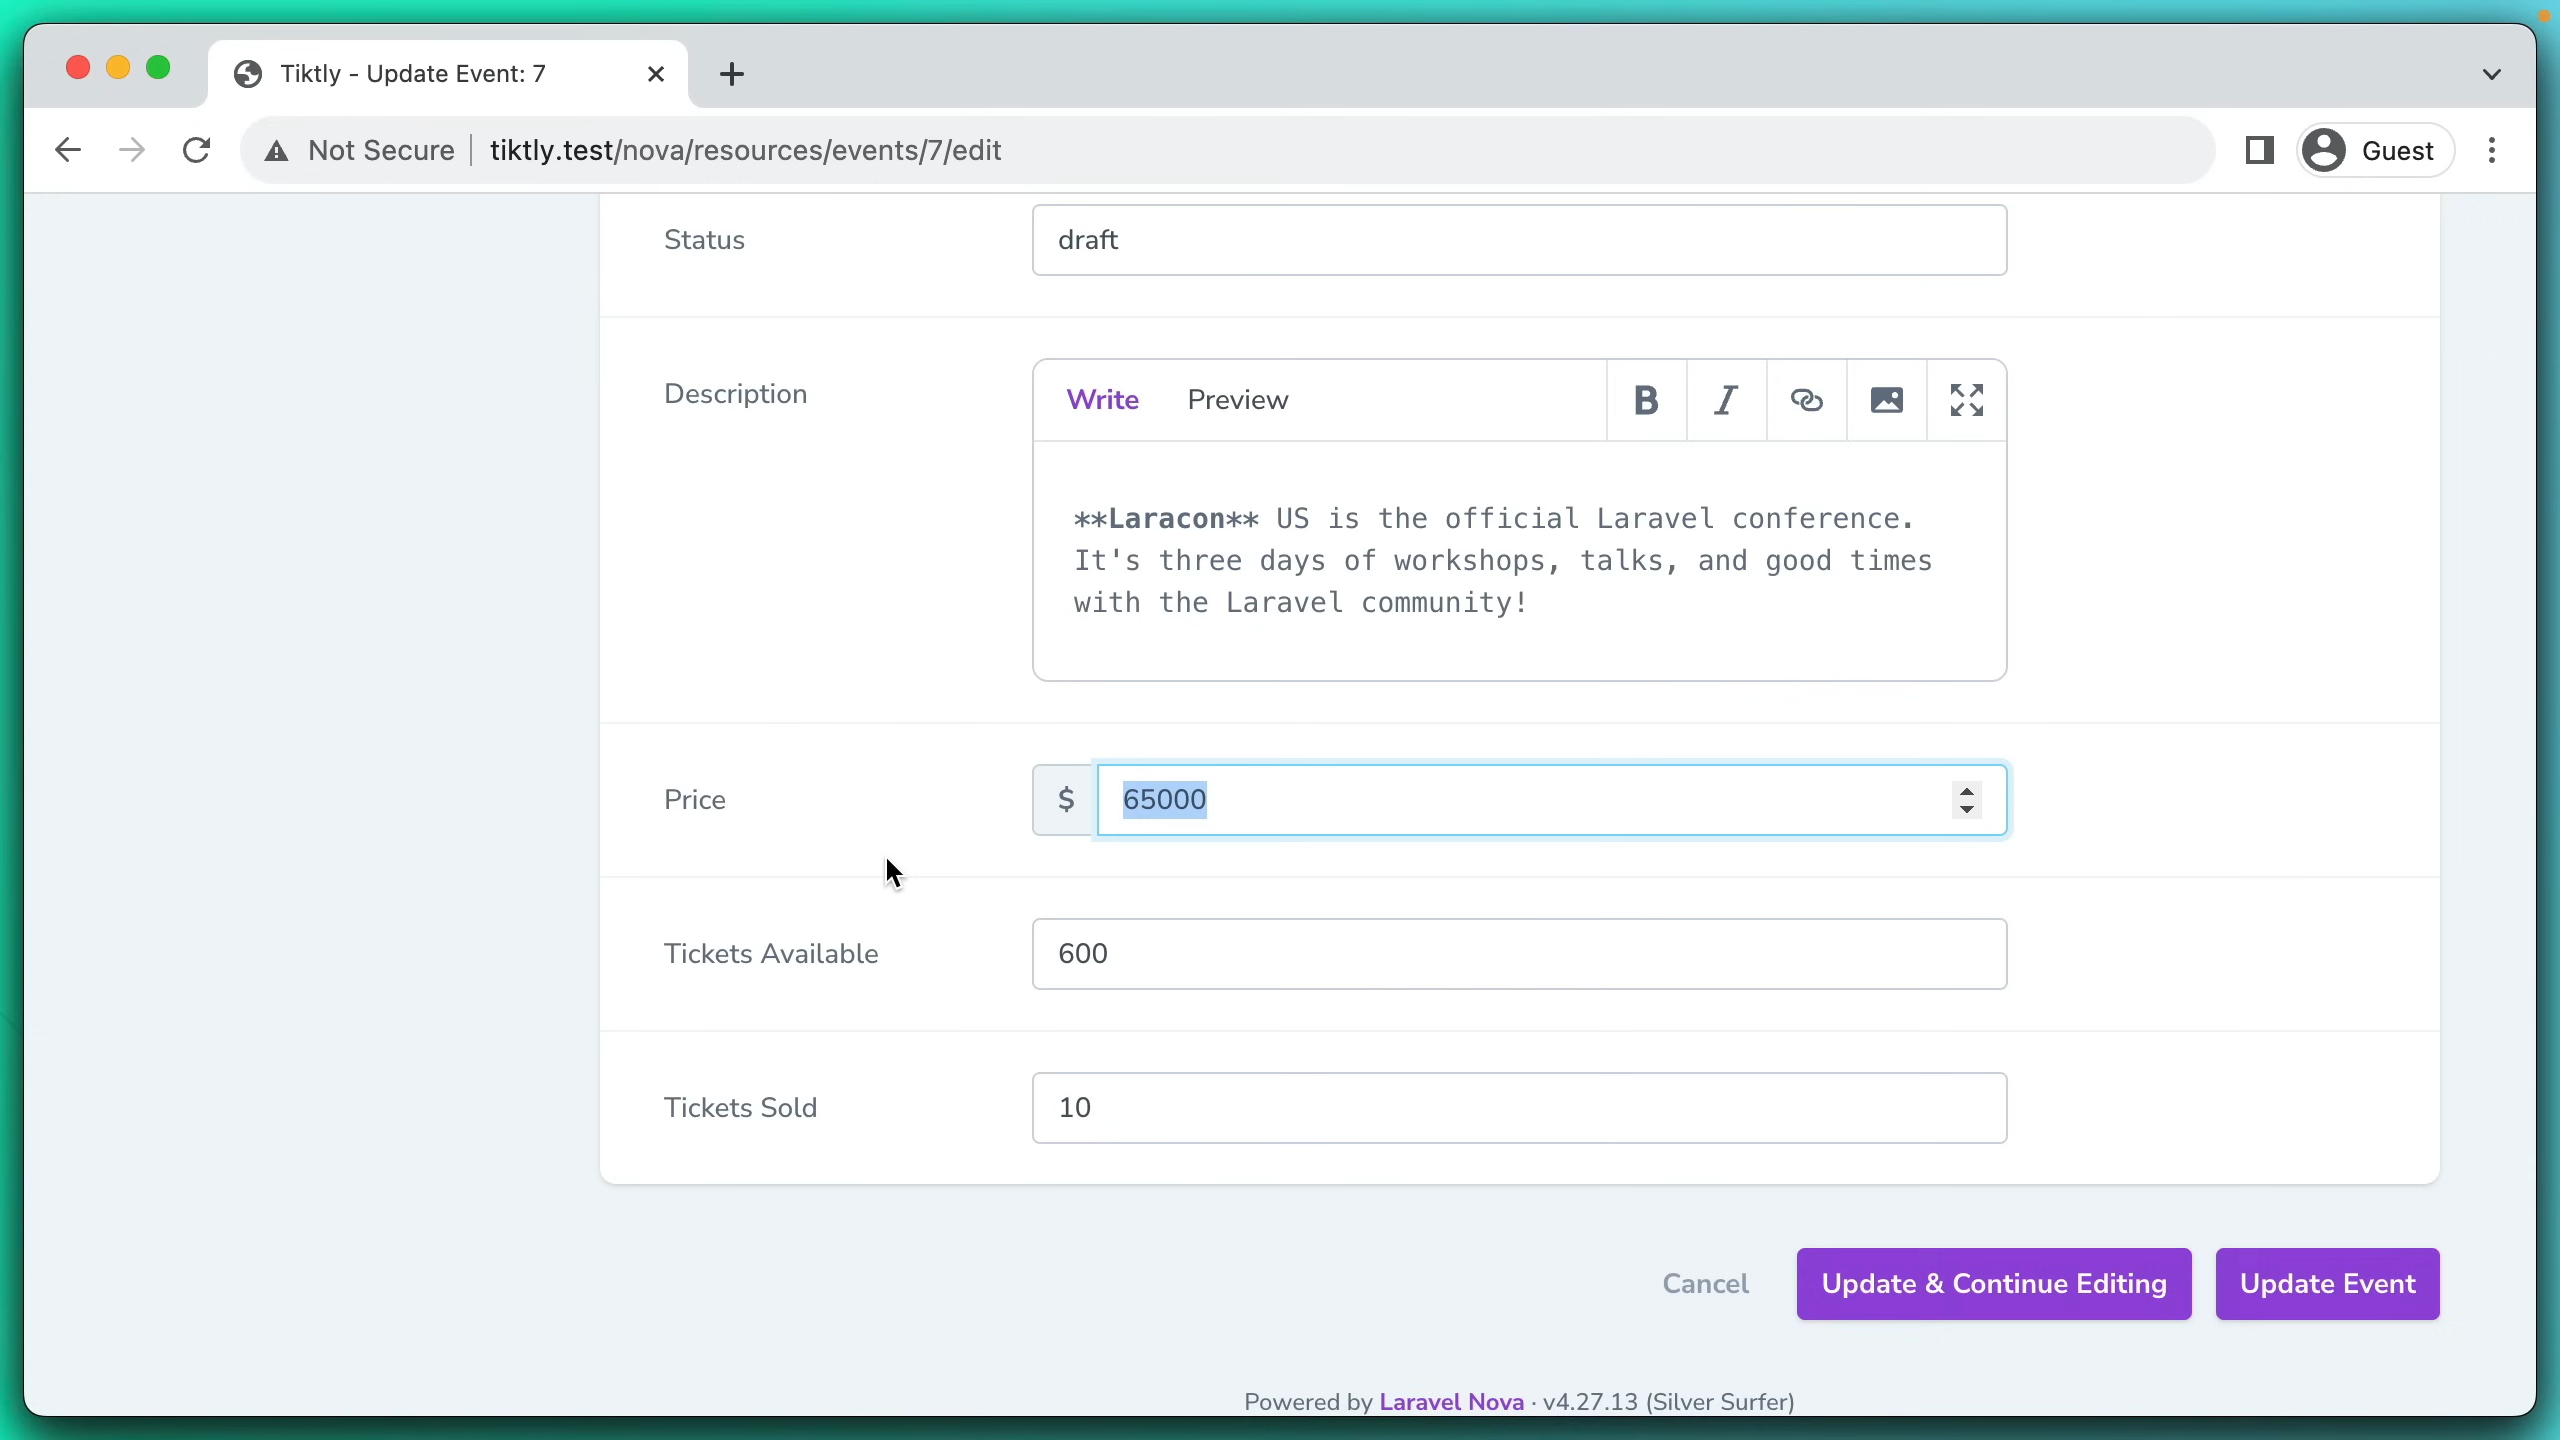 Tiktly - Update Event: 7
Not Secure
tiktly.test/nova/resources/events/7/edit
Guest
Status
draft
Description
Write
Preview
B
I
**Laracon** US is the official Laravel conference.
It's three days of workshops, talks, and good times
with the Laravel community!
Price
$
65000
Tickets Available
600
Tickets Sold
10
Cancel
Update & Continue Editing
Update Event
Powered by Laravel Nova · v4.27.13 (Silver Surfer)